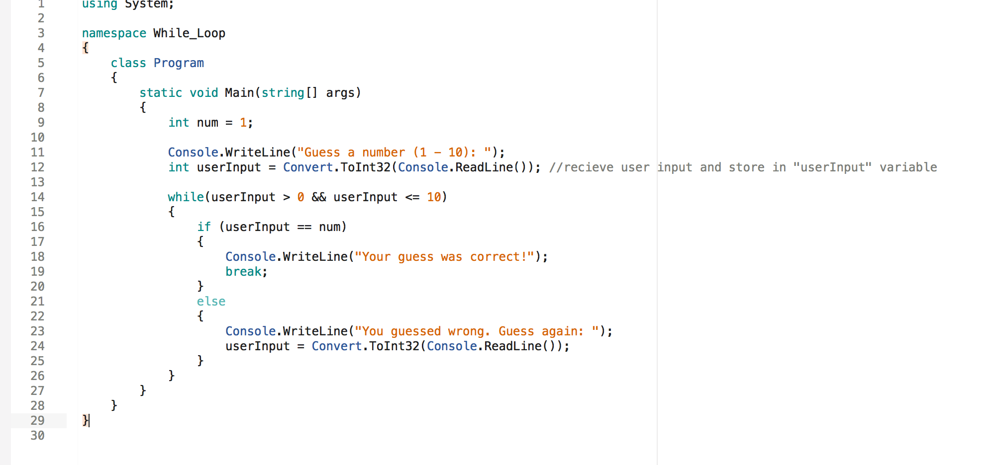 1 using System;
2
3 namespace While_Loop
4 {
5     class Program
6     {
7         static void Main(string[] args)
8         {
9             int num = 1;
10
11             Console.WriteLine("Guess a number (1 - 10): ");
12             int userInput = Convert.ToInt32(Console.ReadLine()); //recieve user input and store in "userInput" variable
13
14             while(userInput > 0 && userInput <= 10)
15             {
16                 if (userInput == num)
17                 {
18                     Console.WriteLine("Your guess was correct!");
19                     break;
20                 }
21                 else
22                 {
23                     Console.WriteLine("You guessed wrong. Guess again: ");
24                     userInput = Convert.ToInt32(Console.ReadLine());
25                 }
26             }
27         }
28     }
29 }
30